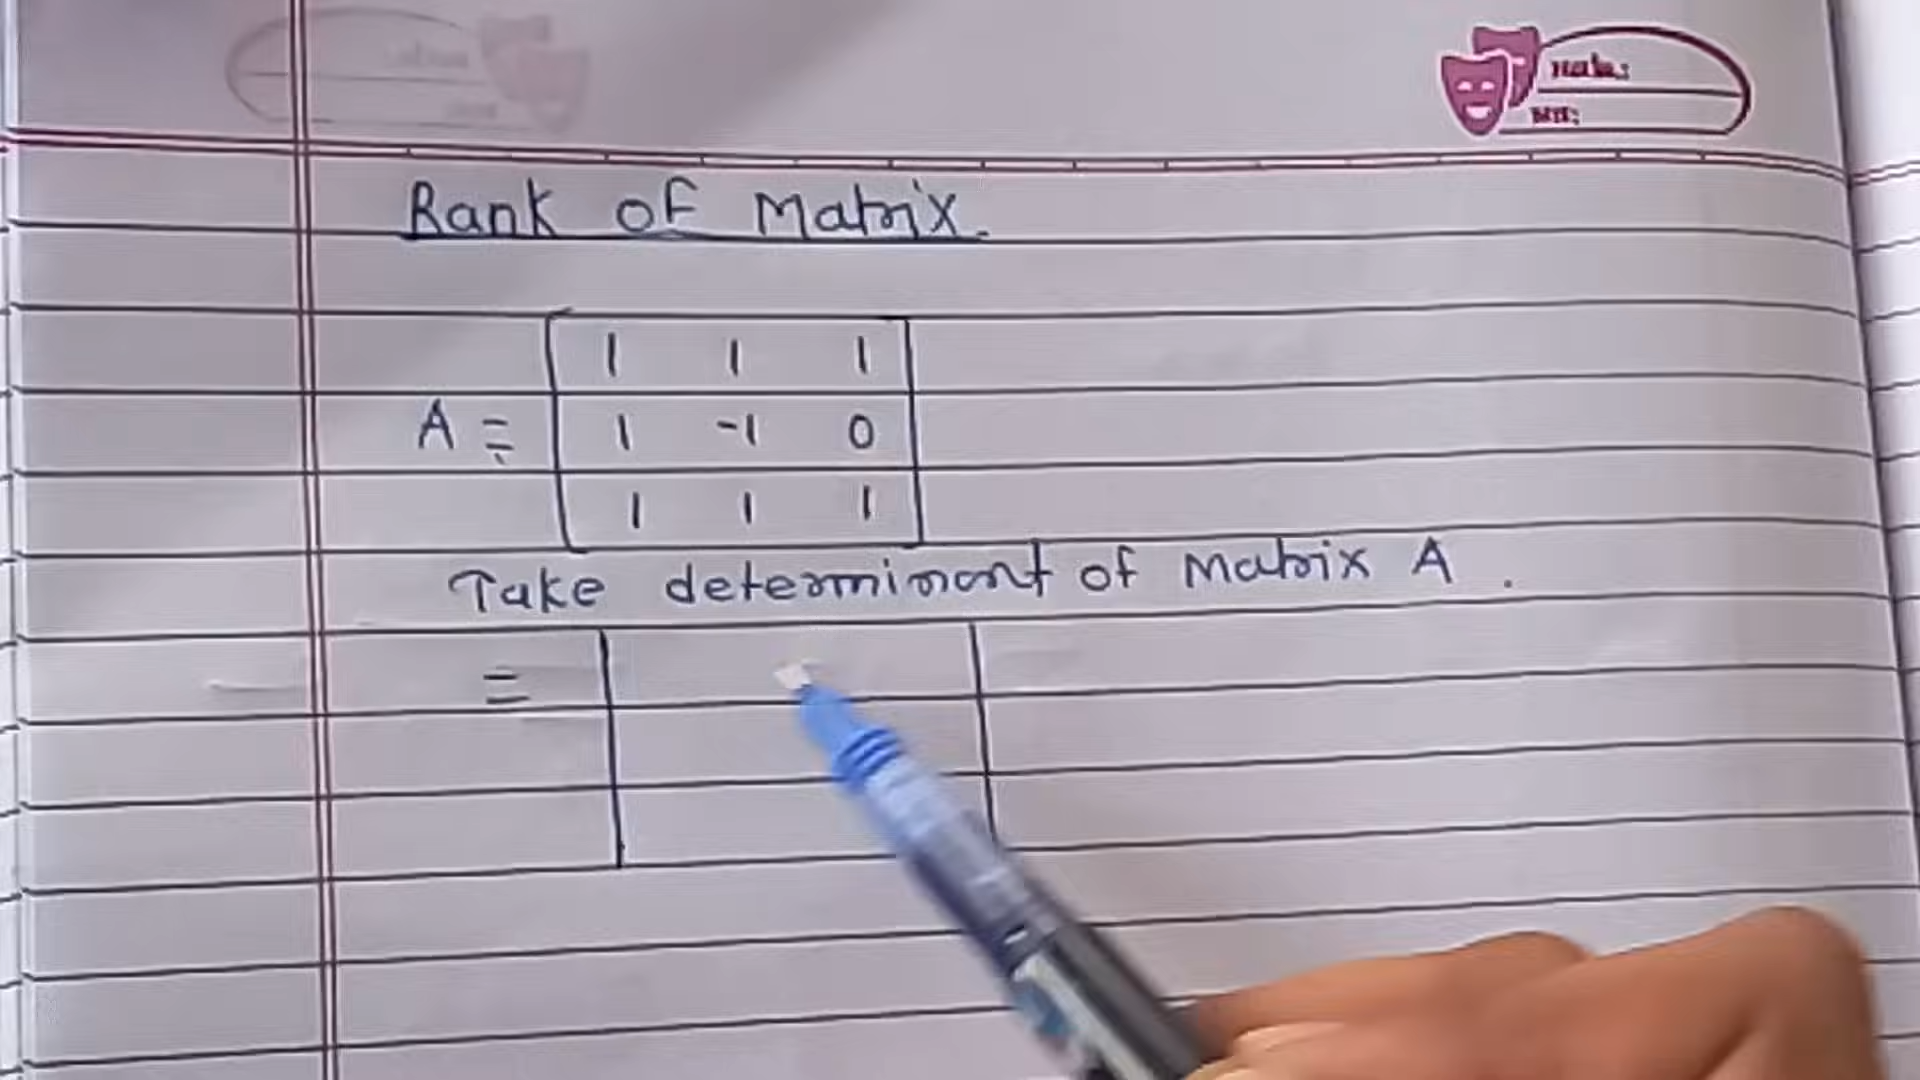 Rank of Matrix.
1 1 1
A = 1 -1 0
1 1 1
Take determinant of Matrix A .
=